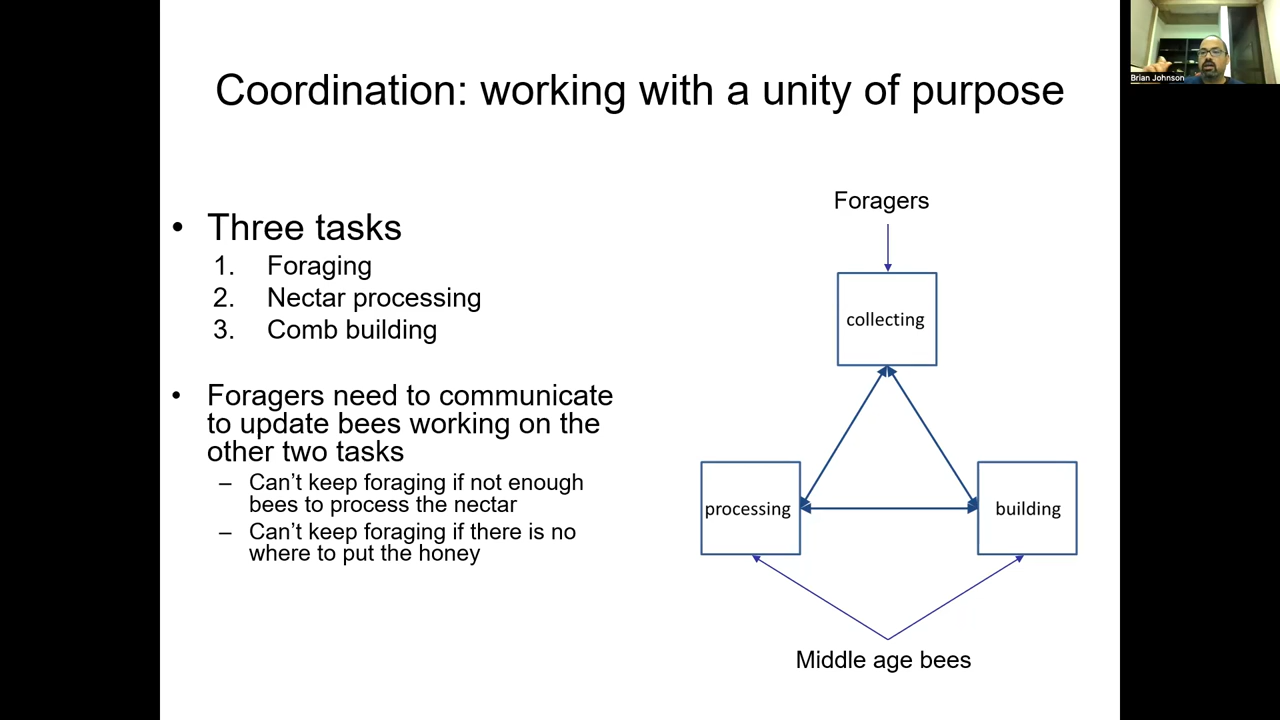 Coordination: working with a unity of purpose
• Three tasks
1. Foraging
2. Nectar processing
3. Comb building
• Foragers need to communicate
to update bees working on the
other two tasks
– Can’t keep foraging if not enough
bees to process the nectar
– Can’t keep foraging if there is no
where to put the honey
Foragers
collecting
processing
building
Middle age bees
Brian Johnson